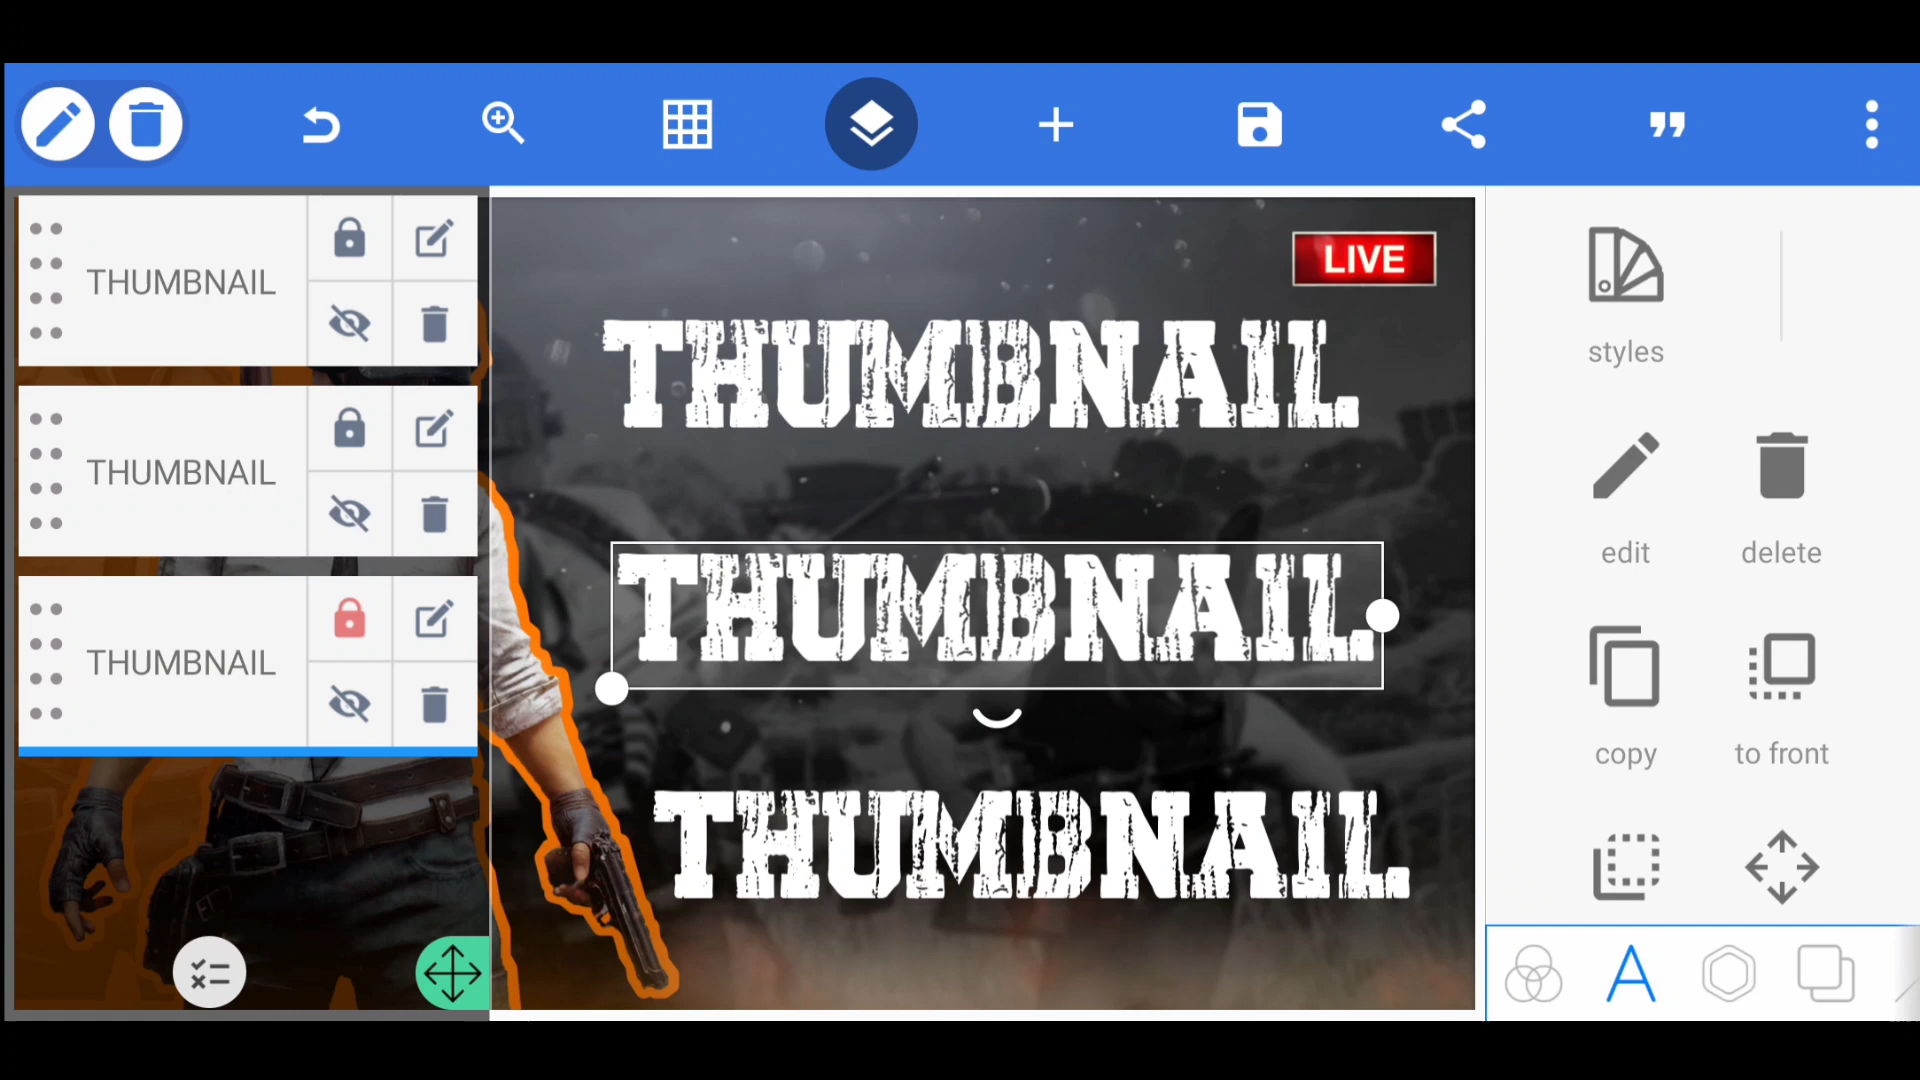 THUMBNAIL
THUMBNAIL
THUMBNAIL
LIVE
THUMBNAIL
THUMBNAIL
THUMBNAIL
styles
edit
delete
copy
to front